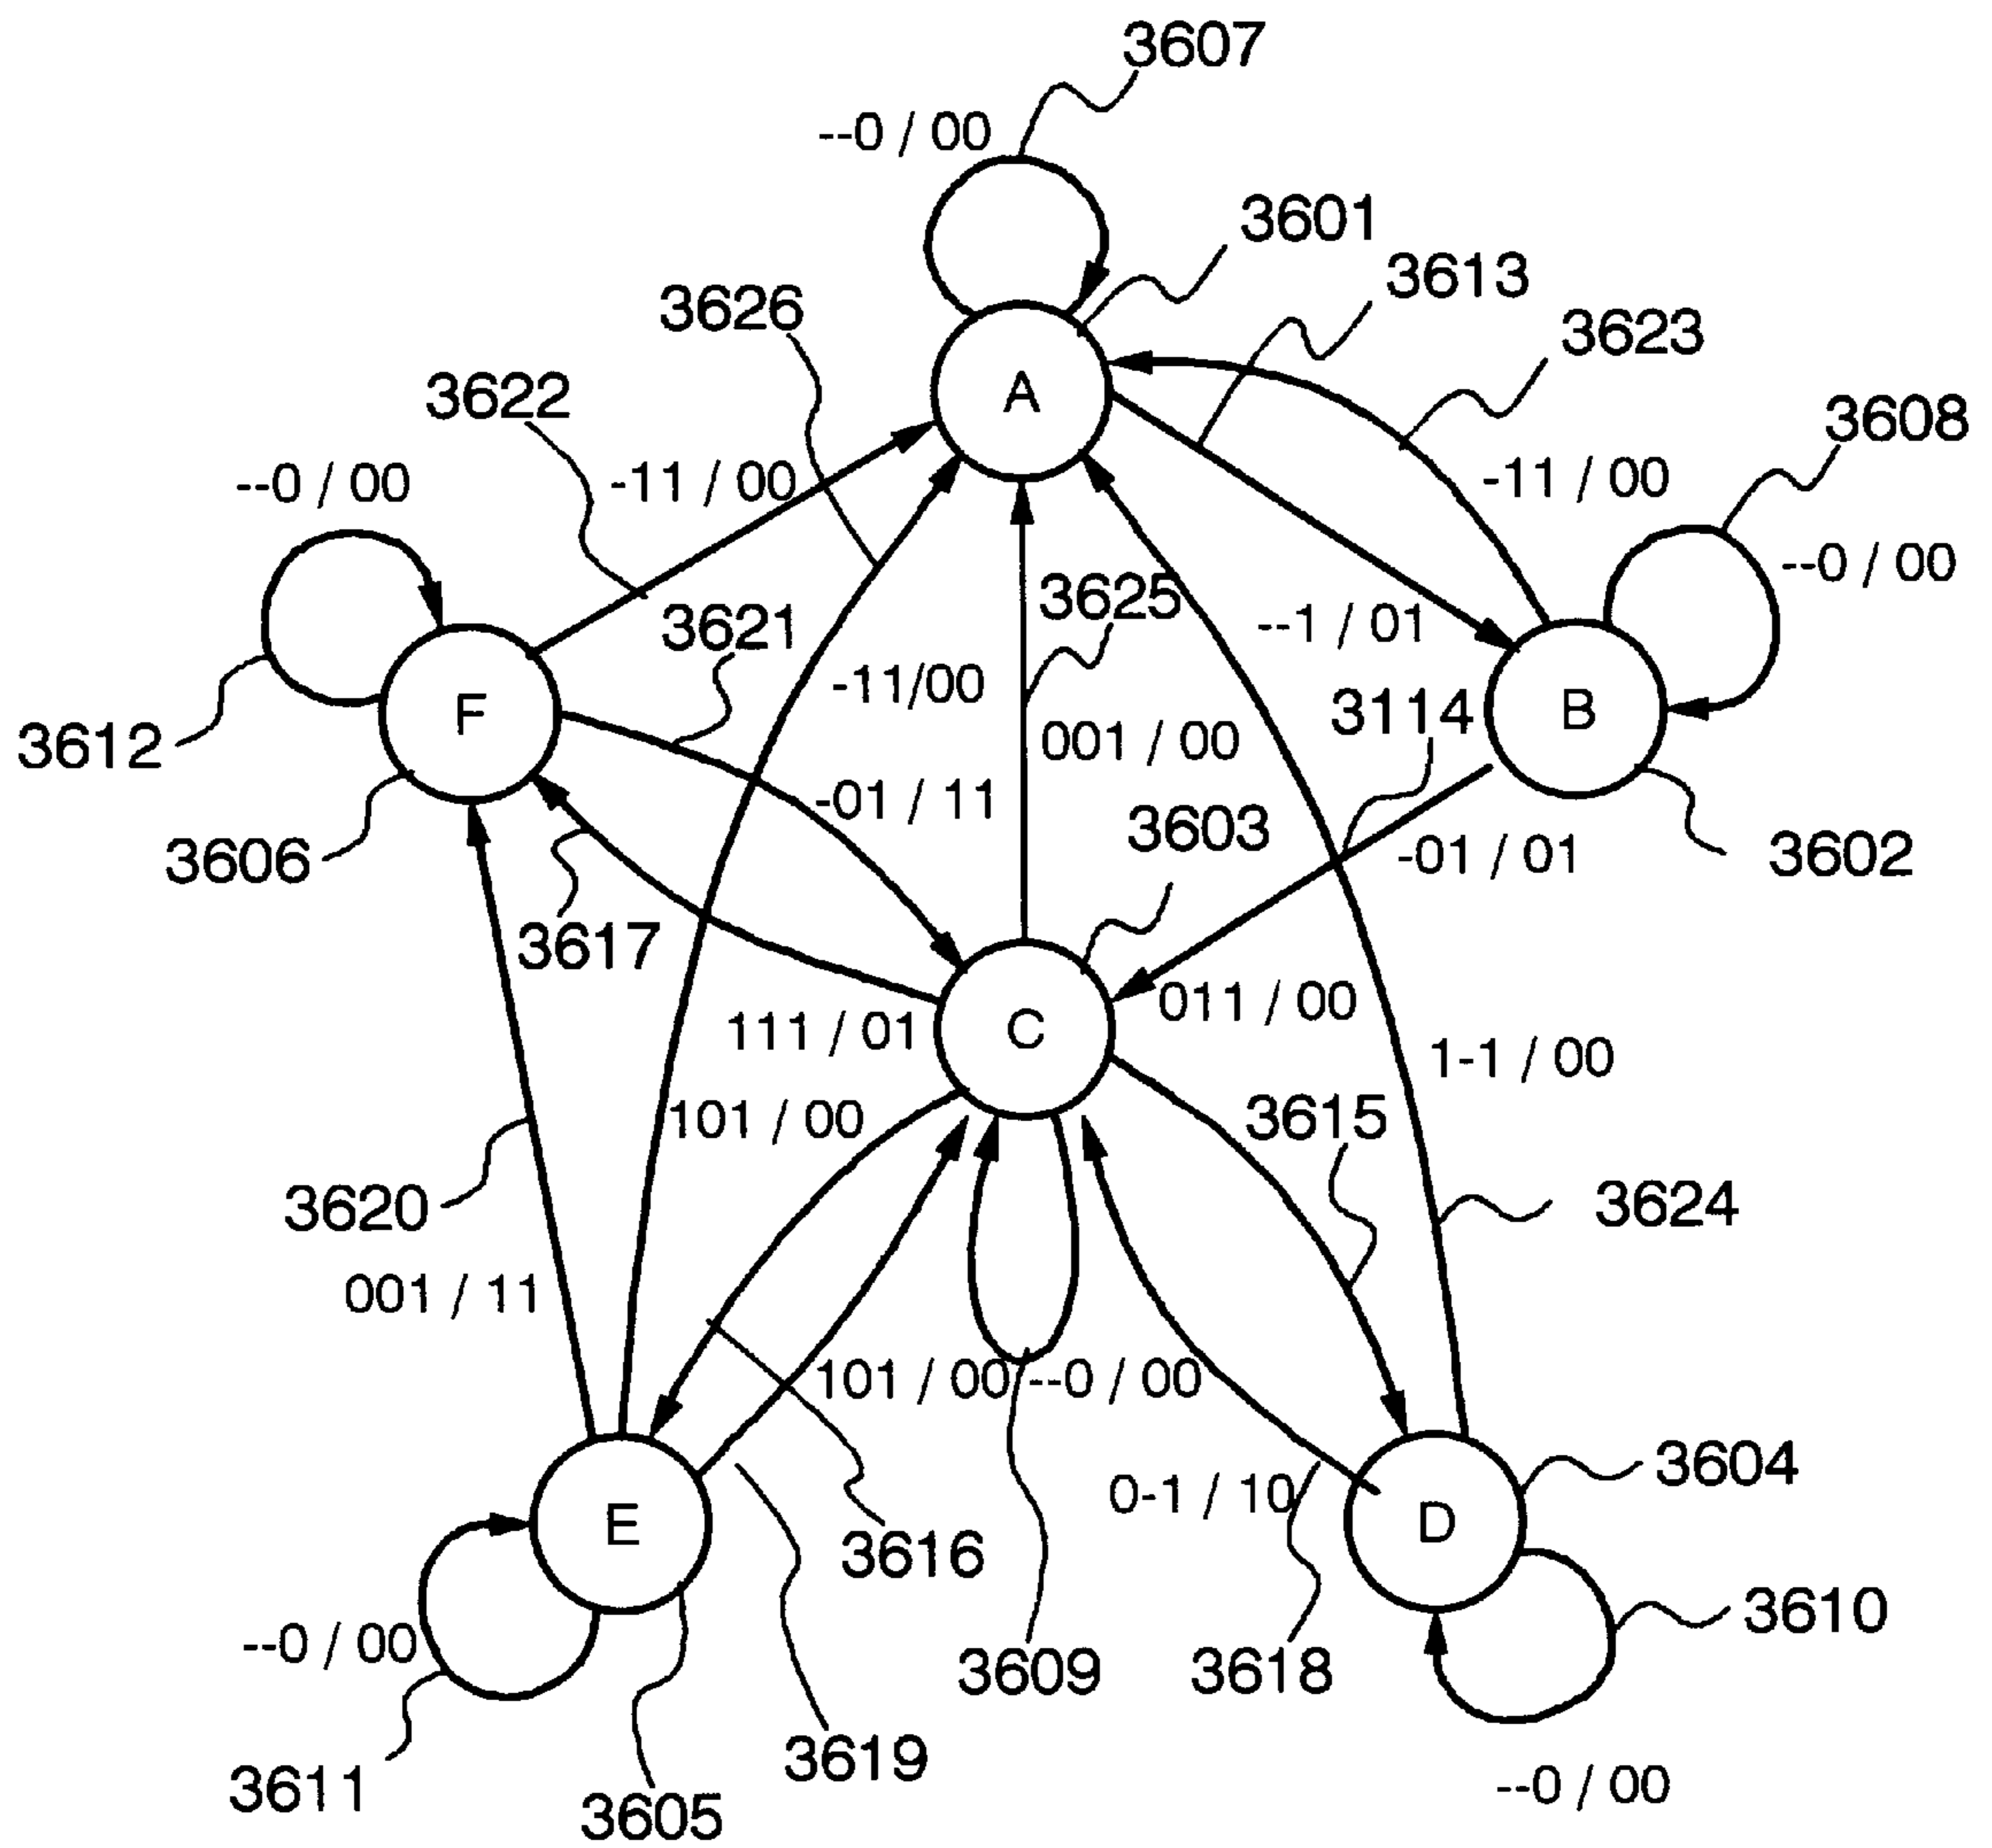 3607
--0 / 00
3601
3613
3626
3623
3622
A
3608
--0 / 00
-11 / 00
-11 / 00
--0 / 00
3625
3621
--1 / 01
-11/00
3114
F
B
001 / 00
3612
-01 / 11
3603
3606
-01 / 01
3602
3617
011 / 00
111 / 01
C
1-1 / 00
101 / 00
3615
3620
3624
001 / 11
101 / 00
--0 / 00
3604
0-1 / 10
E
D
3616
3610
--0 / 00
3609
3618
3619
3611
3605
--0 / 00